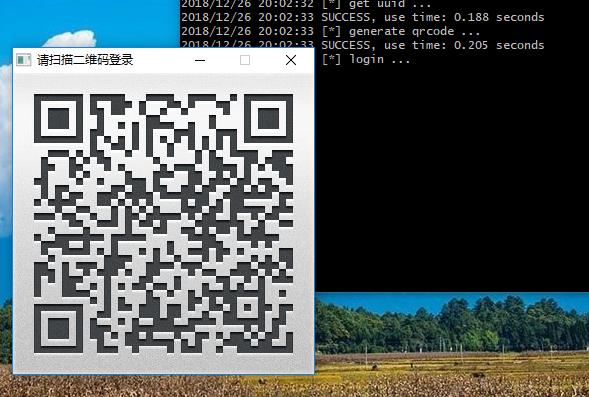 2018/12/26 20:02:32 [*] get uuid ...
2018/12/26 20:02:33 SUCCESS, use time: 0.188 seconds
2018/12/26 20:02:33 [*] generate qrcode ...
2018/12/26 20:02:33 SUCCESS, use time: 0.205 seconds
[*] login ...
请扫描二维码登录